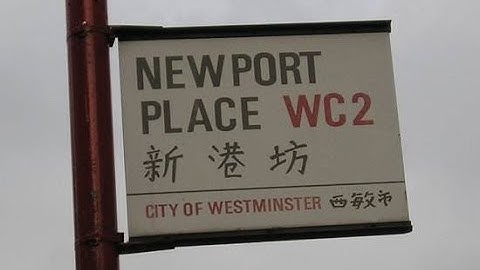 NEWPORT
PLACE WC2
新港坊
CITY OF WESTMINSTER 西敏市